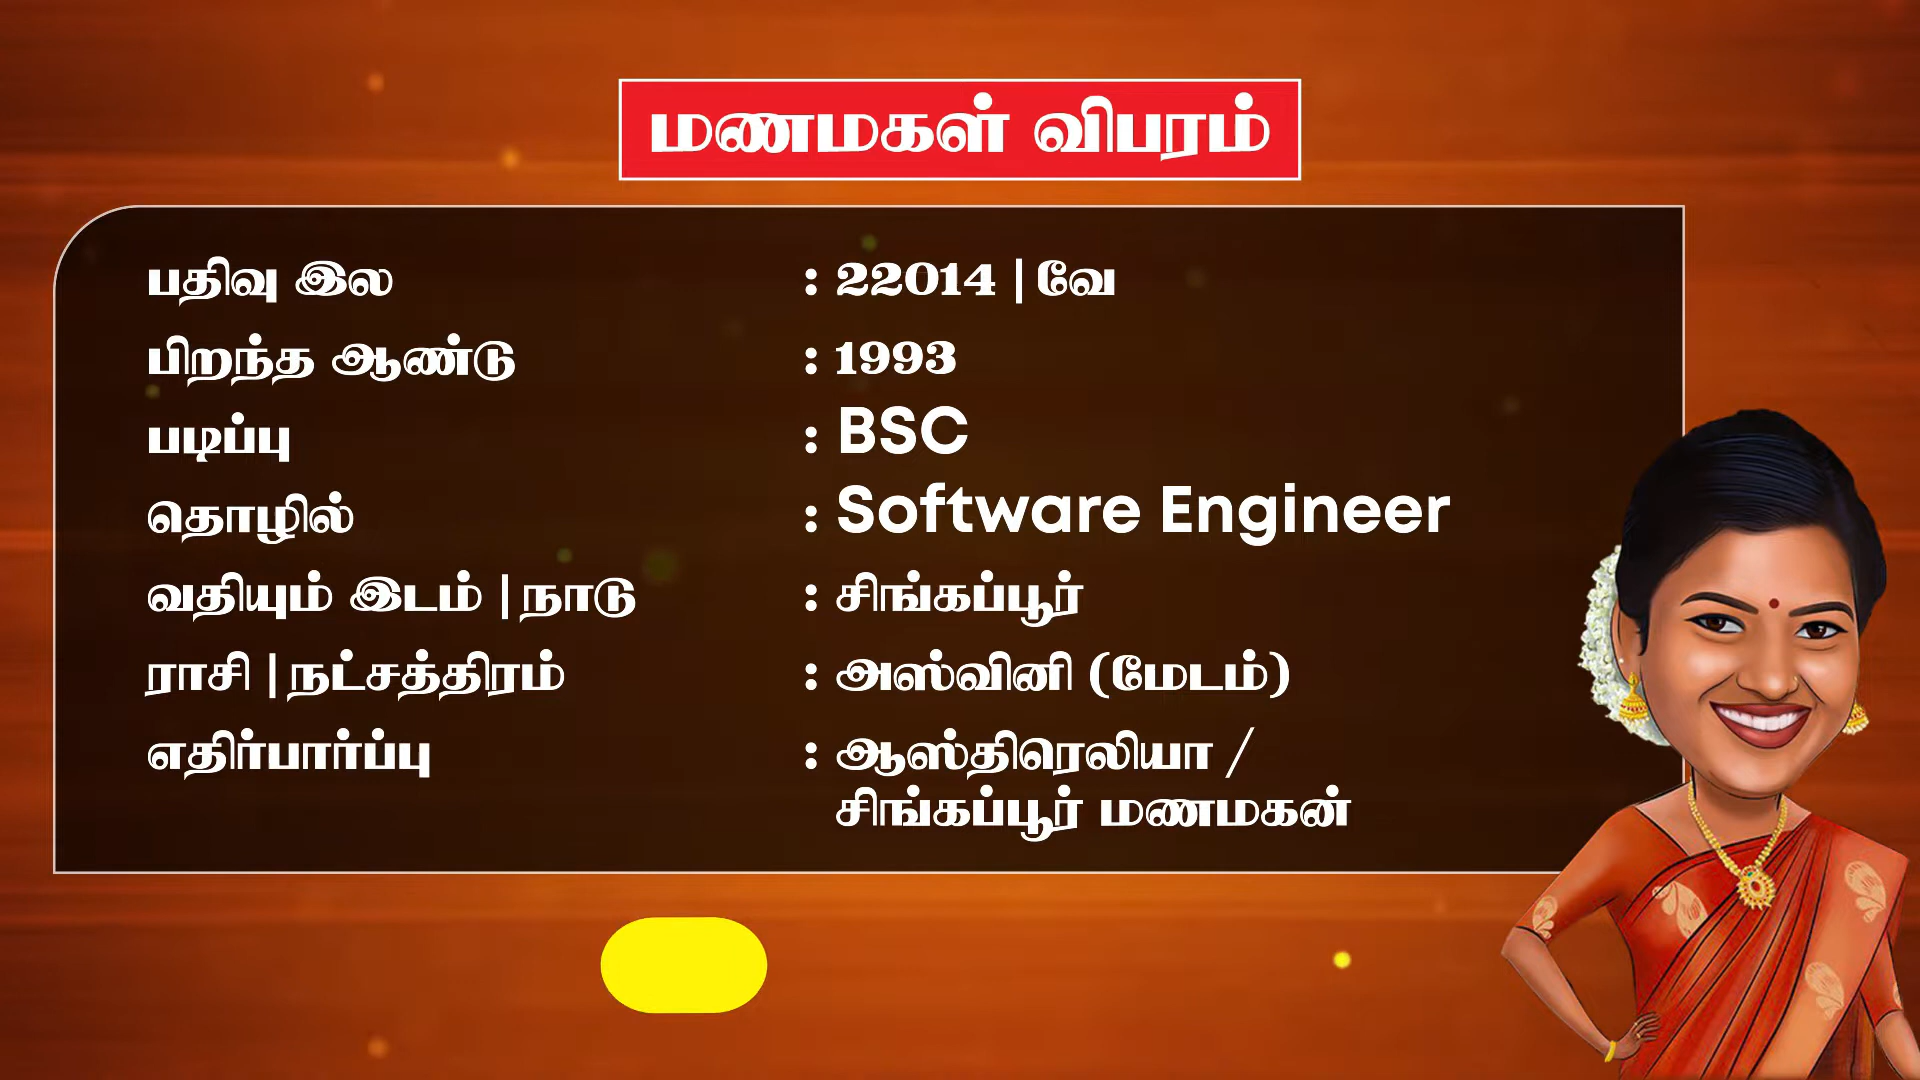 மணமகள் விபரம்
பதிவு இல : 22014 | வே
பிறந்த ஆண்டு : 1993
படிப்பு : BSC
தொழில் : Software Engineer
வதியும் இடம் | நாடு : சிங்கப்பூர்
ராசி | நட்சத்திரம் : அஸ்வினி (மேடம்)
எதிர்பார்ப்பு : ஆஸ்திரெலியா /
சிங்கப்பூர் மணமகன்